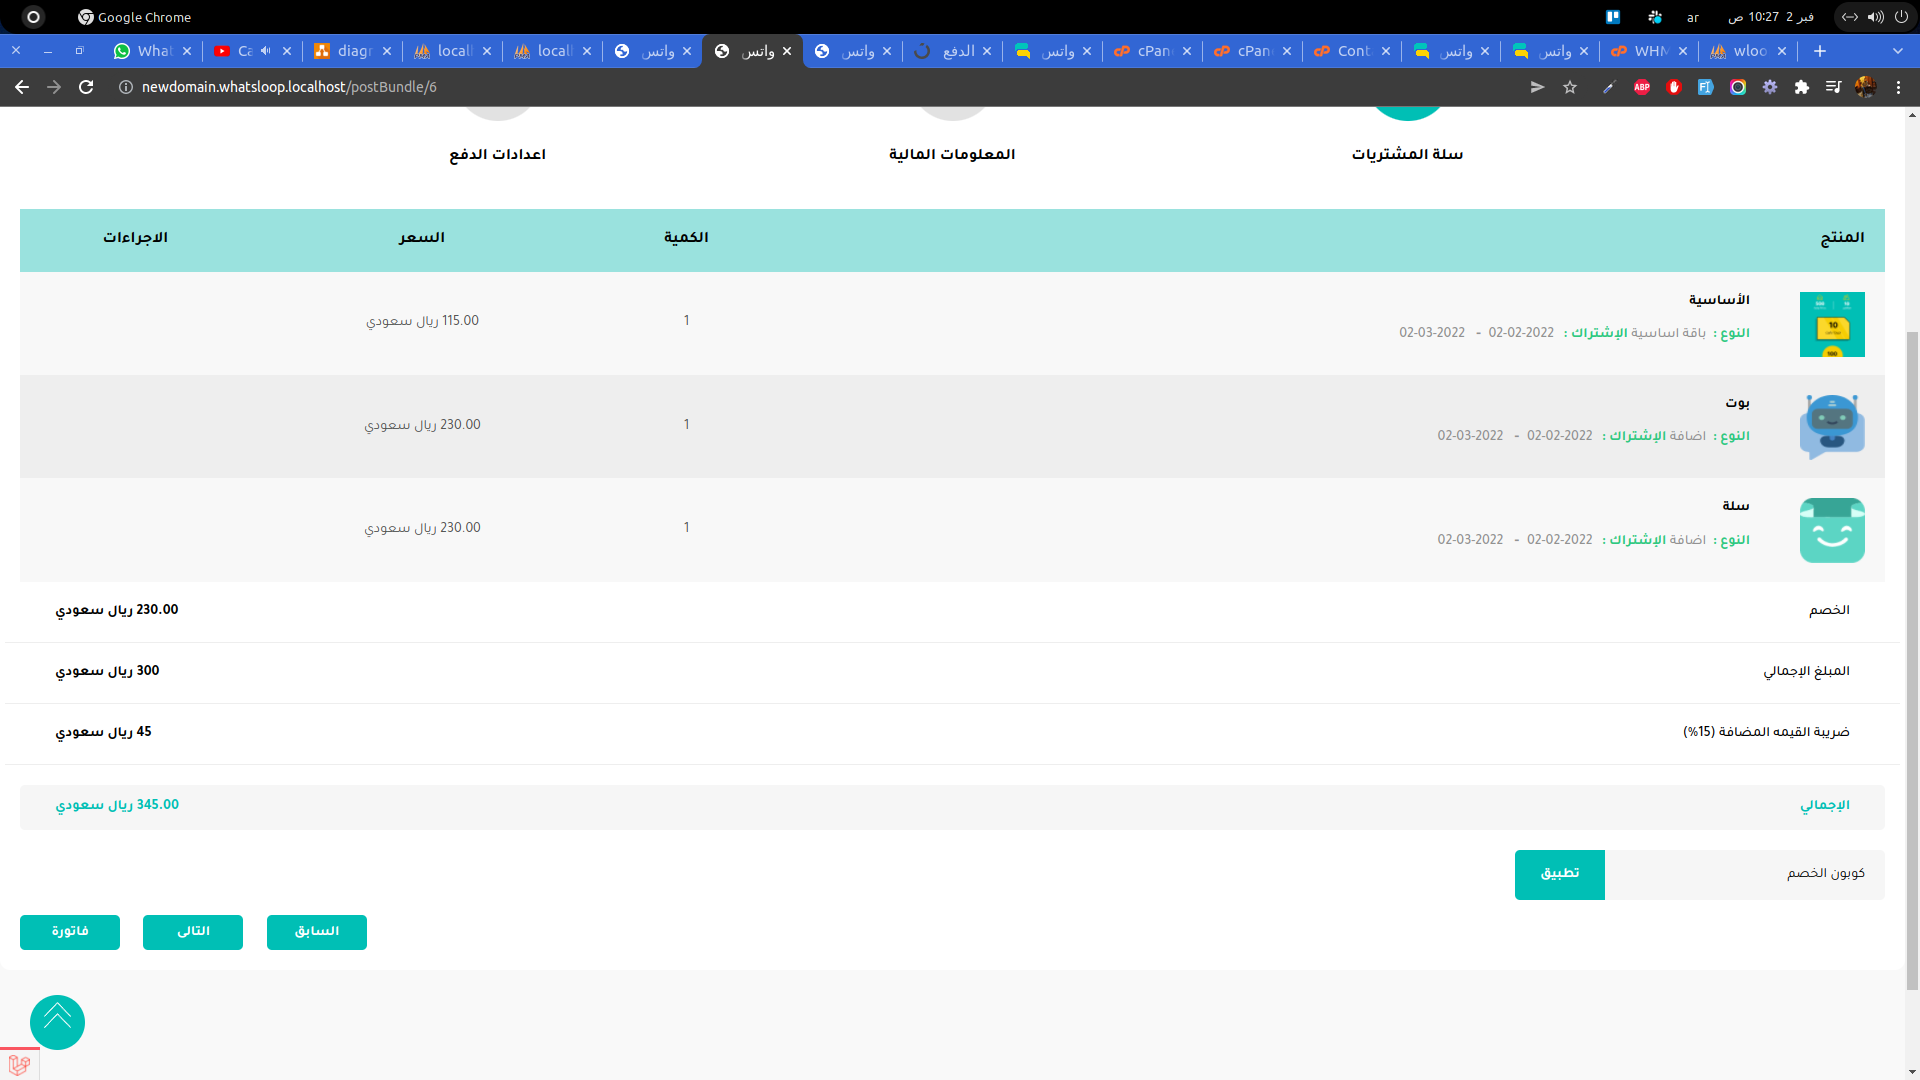 Google Chrome
ar
فبر 2 10:27 ص
What
Ca
diagr
locall
locall
واتس
واتس
واتس
الدفع
واتس
cPan
cPan
Cont
واتس
واتس
WHM
wloo
newdomain.whatsloop.localhost/postBundle/6
سلة المشتريات
المعلومات المالية
اعدادات الدفع
المنتج الكمية السعر الاجراءات
الأساسية
النوع : باقة اساسية الإشتراك : 02-02-2022 - 02-03-2022
1
115.00 ريال سعودي
بوت
النوع : اضافة الإشتراك : 02-02-2022 - 02-03-2022
1
230.00 ريال سعودي
سلة
النوع : اضافة الإشتراك : 02-02-2022 - 02-03-2022
1
230.00 ريال سعودي
الخصم 230.00 ريال سعودي
المبلغ الإجمالي 300 ريال سعودي
ضريبة القيمه المضافة (15%) 45 ريال سعودي
الإجمالي 345.00 ريال سعودي
كوبون الخصم
تطبيق
السابق
التالى
فاتورة